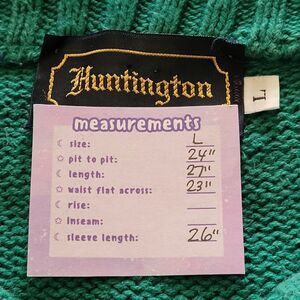 Huntington
L
measurements
size: L
pit to pit: 24"
length: 27"
waist flat across: 23"
rise:
inseam:
sleeve length: 26"